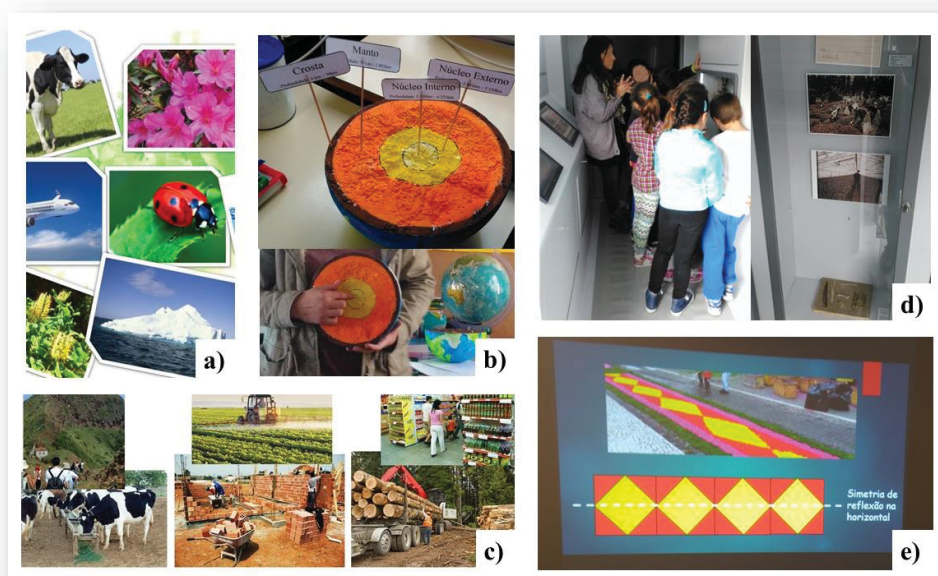 a)
Manto
Crosta
Núcleo Externo
Núcleo Interno
b)
c)
d)
Simetria de
reflexão na
horizontal
e)